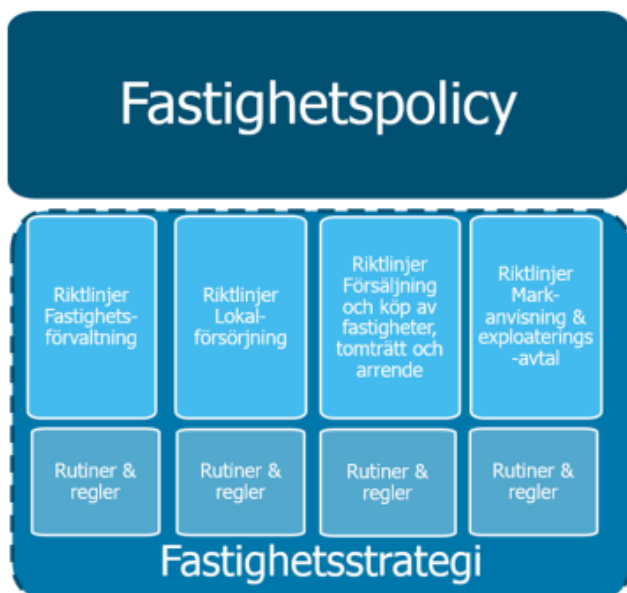 Fastighetspolicy
Riktlinjer
Fastighets-
förvaltning
Riktlinjer
Lokal-
försörjning
Riktlinjer
Försäljning
och köp av
fastigheter,
tomträtt och
arrende
Riktlinjer
Mark-
anvisning &
exploaterings
-avtal
Rutiner &
regler
Rutiner &
regler
Rutiner &
regler
Rutiner &
regler
Fastighetsstrategi